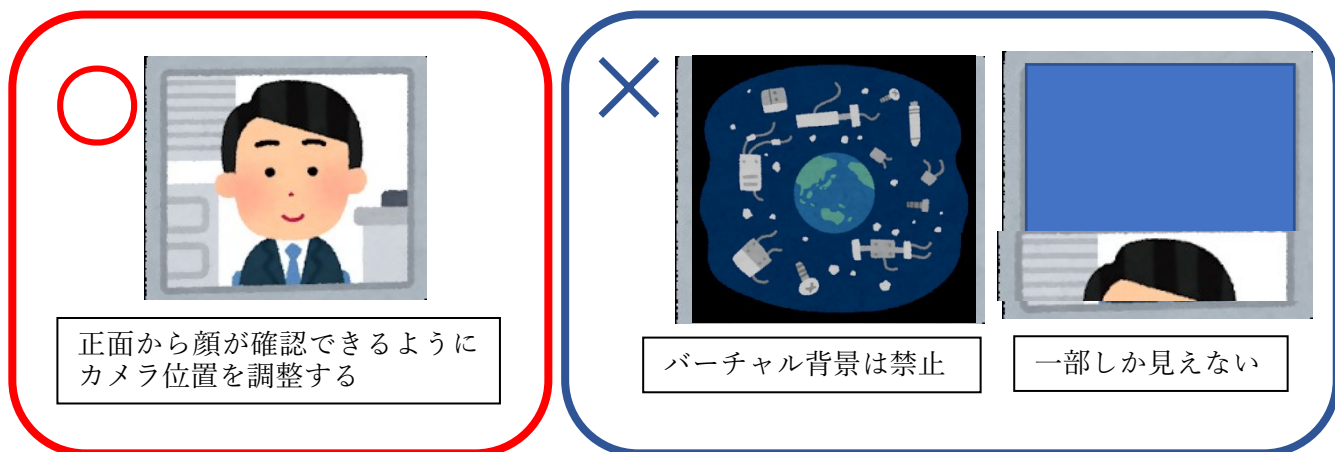 正面から顔が確認できるように
カメラ位置を調整する
バーチャル背景は禁止
一部しか見えない